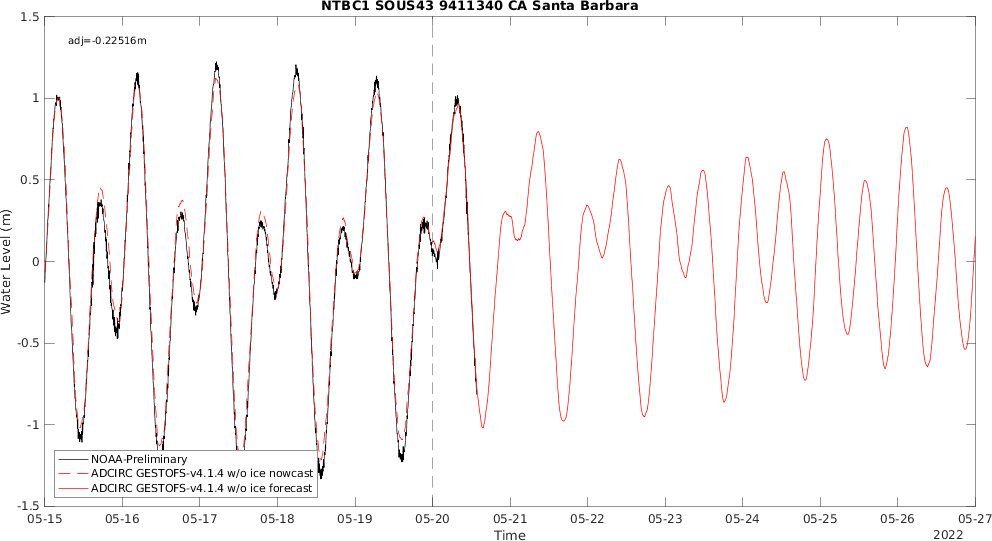 NTBC1 SOUS43 9411340 CA Santa Barbara
adj=-0.22516m
Water Level (m)
1.5
1
0.5
0
-0.5
-1
-1.5
NOAA-Preliminary
ADCIRC GESTOFS-v4.1.4 w/o ice nowcast
ADCIRC GESTOFS-v4.1.4 w/o ice forecast
05-15 05-16 05-17 05-18 05-19 05-20 05-21 05-22 05-23 05-24 05-25 05-26 05-27
Time
2022